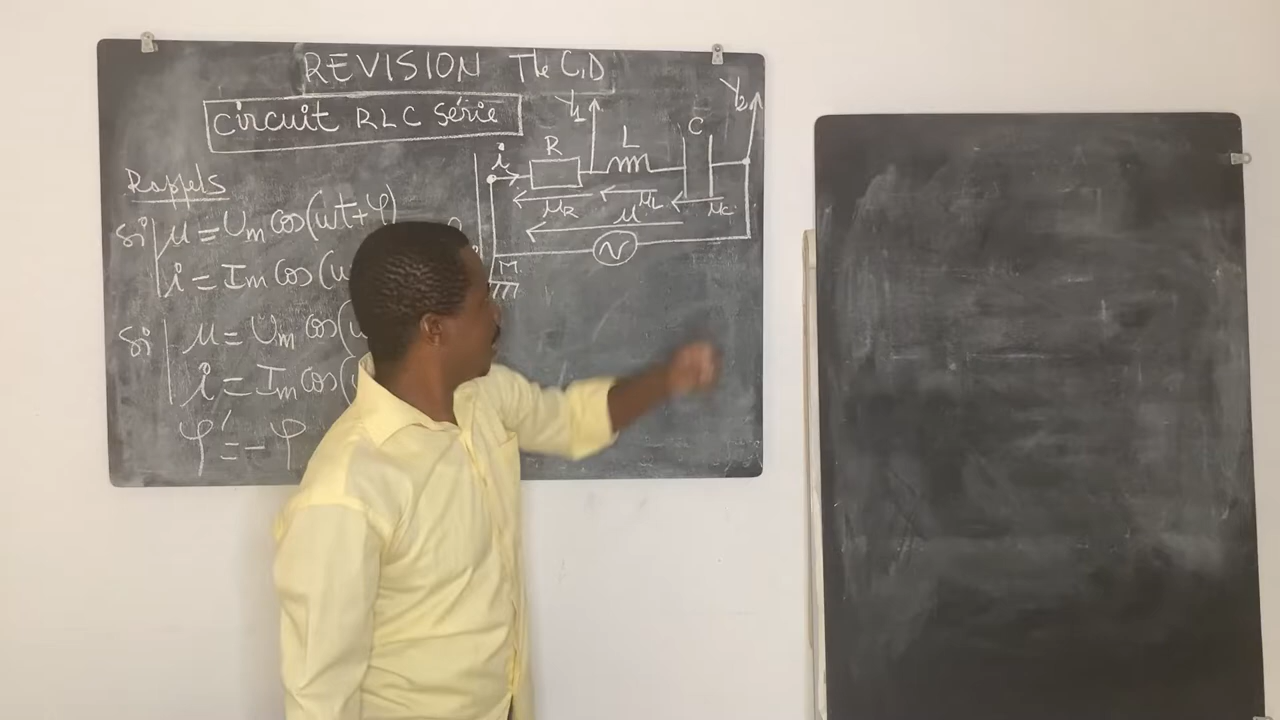 REVISION Tle C,D
circuit RLC série
Rappels
si u = Um cos(ωt+φ)
i = Im cos(ω
si u = Um cos(ω
i = Im cos(
φ' = -φ
Y1
Y2
i
R
L
C
uR
uL
uC
u
M